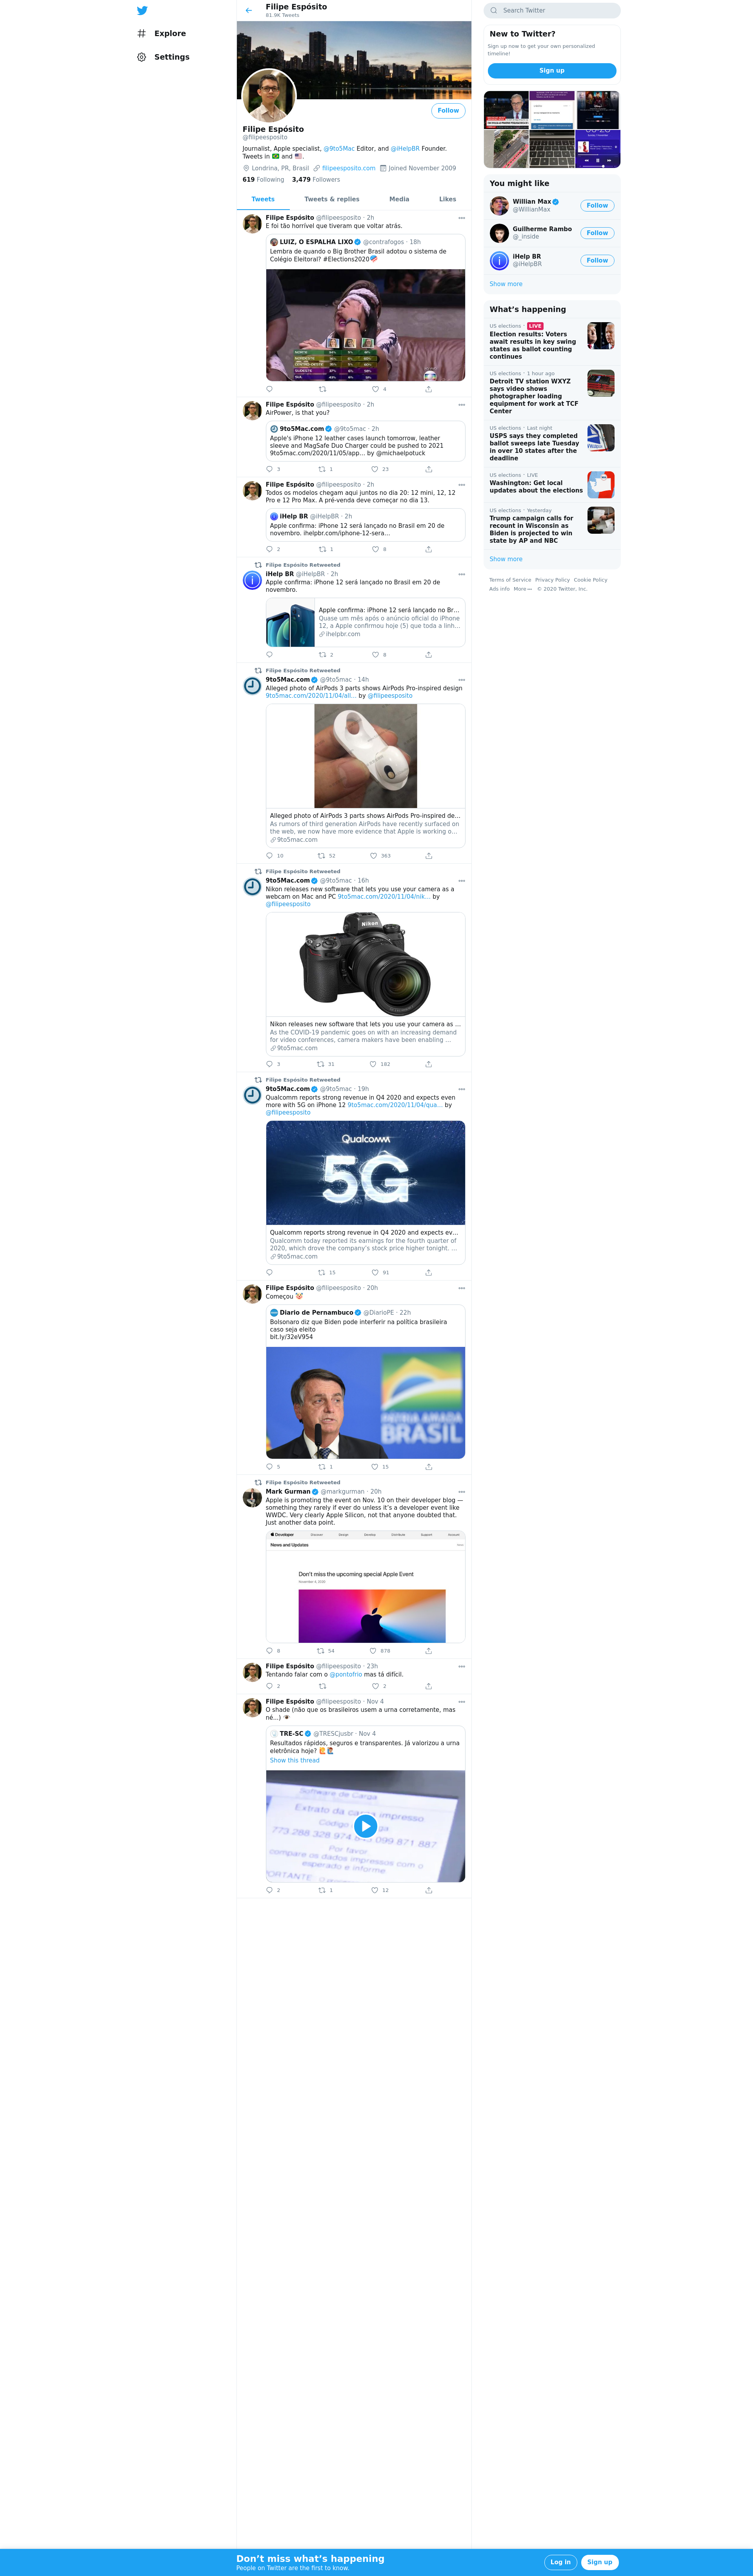 Filipe Espósito
81.9K Tweets
Explore
Settings
Follow
Filipe Espósito
@filipeesposito
Journalist, Apple specialist, @9to5Mac Editor, and @iHelpBR Founder.
Tweets in 🇧🇷 and 🇺🇸.
Londrina, PR, Brasil filipeesposito.com Joined November 2009
619 Following 3,479 Followers
Tweets Tweets & replies Media Likes
Filipe Espósito @filipeesposito · 2h
E foi tão horrível que tiveram que voltar atrás.
LUIZ, O ESPALHA LIXO @contrafogos · 18h
Lembra de quando o Big Brother Brasil adotou o sistema de
Colégio Eleitoral? #Elections2020
NORTE
NORDESTE
SUDESTE
SUL
4
Filipe Espósito @filipeesposito · 2h
AirPower, is that you?
9to5Mac.com @9to5mac · 2h
Apple's iPhone 12 leather cases launch tomorrow, leather
sleeve and MagSafe Duo Charger could be pushed to 2021
9to5mac.com/2020/11/05/app… by @michaelpotuck
3 1 23
Filipe Espósito @filipeesposito · 2h
Todos os modelos chegam aqui juntos no dia 20: 12 mini, 12, 12
Pro e 12 Pro Max. A pré-venda deve começar no dia 13.
iHelp BR @iHelpBR · 2h
Apple confirma: iPhone 12 será lançado no Brasil em 20 de
novembro. ihelpbr.com/iphone-12-sera…
2 1 8
Filipe Espósito Retweeted
iHelp BR @iHelpBR · 2h
Apple confirma: iPhone 12 será lançado no Brasil em 20 de
novembro.
Apple confirma: iPhone 12 será lançado no Br…
Quase um mês após o anúncio oficial do iPhone
12, a Apple confirmou hoje (5) que toda a linh…
ihelpbr.com
2 8
Filipe Espósito Retweeted
9to5Mac.com @9to5mac · 14h
Alleged photo of AirPods 3 parts shows AirPods Pro-inspired design
9to5mac.com/2020/11/04/all… by @filipeesposito
Alleged photo of AirPods 3 parts shows AirPods Pro-inspired de…
As rumors of third generation AirPods have recently surfaced on
the web, we now have more evidence that Apple is working o…
9to5mac.com
10 52 363
Filipe Espósito Retweeted
9to5Mac.com @9to5mac · 16h
Nikon releases new software that lets you use your camera as a
webcam on Mac and PC 9to5mac.com/2020/11/04/nik… by
@filipeesposito
Nikon
Nikon releases new software that lets you use your camera as …
As the COVID-19 pandemic goes on with an increasing demand
for video conferences, camera makers have been enabling …
9to5mac.com
3 31 182
Filipe Espósito Retweeted
9to5Mac.com @9to5mac · 19h
Qualcomm reports strong revenue in Q4 2020 and expects even
more with 5G on iPhone 12 9to5mac.com/2020/11/04/qua… by
@filipeesposito
Qualcomm
5G
Qualcomm reports strong revenue in Q4 2020 and expects ev…
Qualcomm today reported its earnings for the fourth quarter of
2020, which drove the company's stock price higher tonight. …
9to5mac.com
15 91
Filipe Espósito @filipeesposito · 20h
Começou 🤡
Diario de Pernambuco @DiarioPE · 22h
Bolsonaro diz que Biden pode interferir na política brasileira
caso seja eleito
bit.ly/32eV954
PÁTRIA AMADA
BRASIL
5 1 15
Filipe Espósito Retweeted
Mark Gurman @markgurman · 20h
Apple is promoting the event on Nov. 10 on their developer blog —
something they rarely if ever do unless it's a developer event like
WWDC. Very clearly Apple Silicon, not that anyone doubted that.
Just another data point.
Developer Discover Design Develop Distribute Support Account
News and Updates
Don't miss the upcoming special Apple Event
November 4, 2020
8 54 878
Filipe Espósito @filipeesposito · 23h
Tentando falar com o @pontofrio mas tá difícil.
2 2
Filipe Espósito @filipeesposito · Nov 4
O shade (não que os brasileiros usem a urna corretamente, mas
né...) 👁️
TRE-SC @TRESCjusbr · Nov 4
Resultados rápidos, seguros e transparentes. Já valorizou a urna
eletrônica hoje?
Show this thread
Software de Carga
Extrato da carga impresso
Código
Por favor,
compare os dados impressos com o
esperado e informe.
2 1 12
Search Twitter
New to Twitter?
Sign up now to get your own personalized
timeline!
Sign up
You might like
Willian Max
@WillianMax
Follow
Guilherme Rambo
@_inside
Follow
iHelp BR
@iHelpBR
Follow
Show more
What's happening
US elections · LIVE
Election results: Voters
await results in key swing
states as ballot counting
continues
US elections · 1 hour ago
Detroit TV station WXYZ
says video shows
photographer loading
equipment for work at TCF
Center
US elections · Last night
USPS says they completed
ballot sweeps late Tuesday
in over 10 states after the
deadline
US elections · LIVE
Washington: Get local
updates about the elections
US elections · Yesterday
Trump campaign calls for
recount in Wisconsin as
Biden is projected to win
state by AP and NBC
Show more
Terms of Service Privacy Policy Cookie Policy
Ads info More © 2020 Twitter, Inc.
Don't miss what's happening
People on Twitter are the first to know.
Log in
Sign up